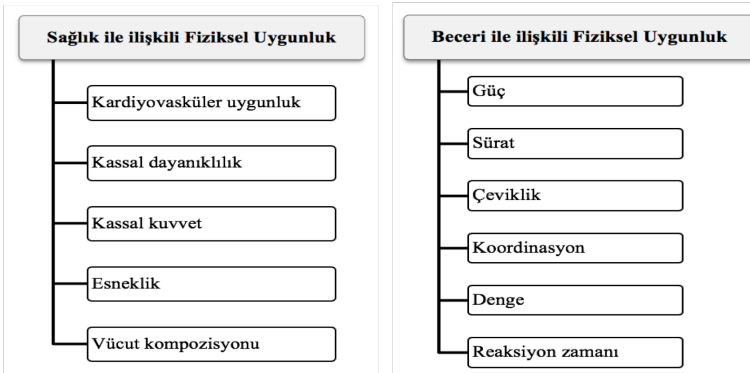 Sağlık ile ilişkili Fiziksel Uygunluk
Kardiyovasküler uygunluk
Kassal dayanıklılık
Kassal kuvvet
Esneklik
Vücut kompozisyonu
Beceri ile ilişkili Fiziksel Uygunluk
Güç
Sürat
Çeviklik
Koordinasyon
Denge
Reaksiyon zamanı